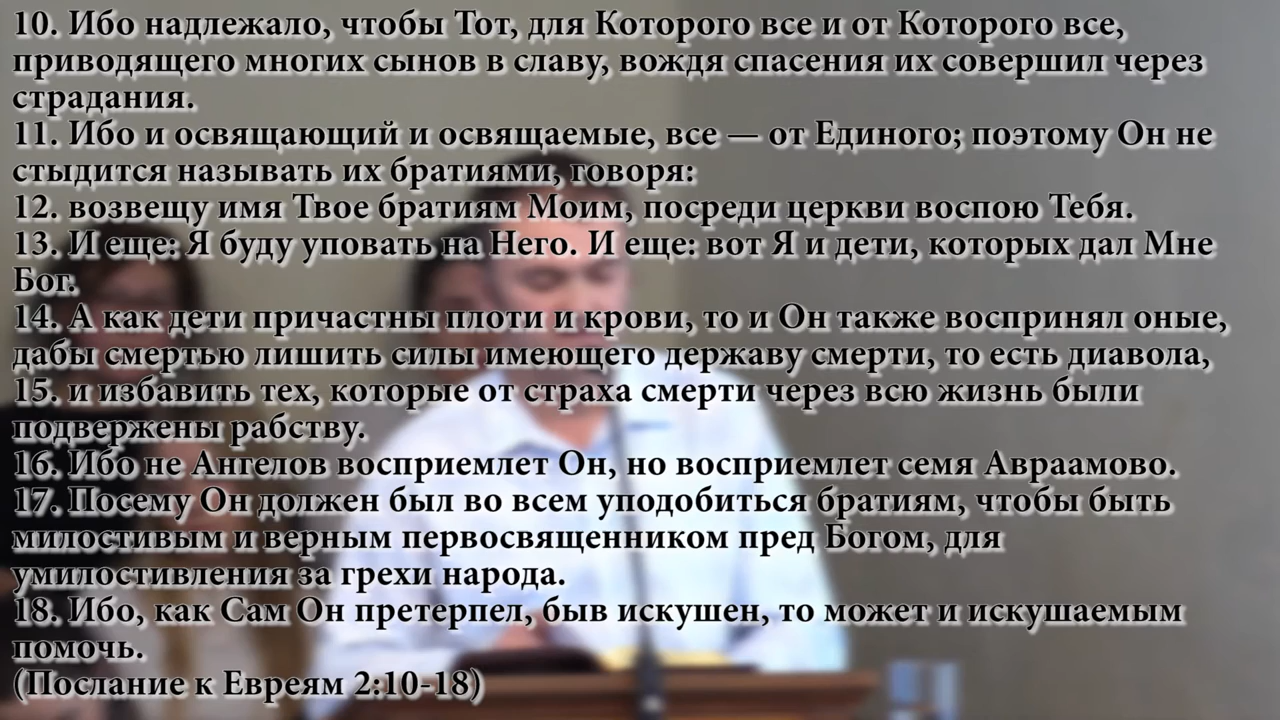 10. Ибо надлежало, чтобы Тот, для Которого все и от Которого все,
приводящего многих сынов в славу, вождя спасения их совершил через
страдания.
11. Ибо и освящающий и освящаемые, все — от Единого; поэтому Он не
стыдится называть их братиями, говоря:
12. возвещу имя Твое братиям Моим, посреди церкви воспою Тебя.
13. И еще: Я буду уповать на Него. И еще: вот Я и дети, которых дал Мне
Бог.
14. А как дети причастны плоти и крови, то и Он также воспринял оные,
дабы смертью лишить силы имеющего державу смерти, то есть диавола,
15. и избавить тех, которые от страха смерти через всю жизнь были
подвержены рабству.
16. Ибо не Ангелов восприемлет Он, но восприемлет семя Авраамово.
17. Посему Он должен был во всем уподобиться братиям, чтобы быть
милостивым и верным первосвященником пред Богом, для
умилостивления за грехи народа.
18. Ибо, как Сам Он претерпел, быв искушен, то может и искушаемым
помочь.
(Послание к Евреям 2:10-18)